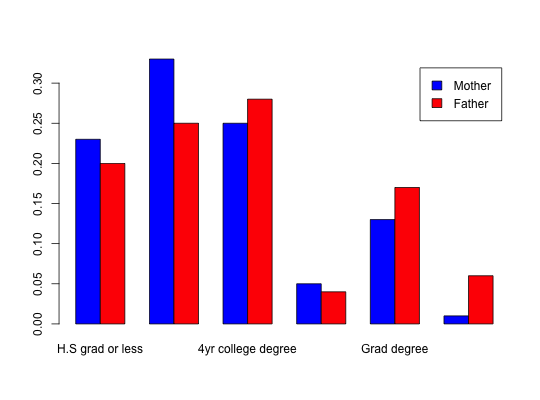 Mother
Father
0.30
0.25
0.20
0.15
0.10
0.05
0.00
H.S grad or less
4yr college degree
Grad degree